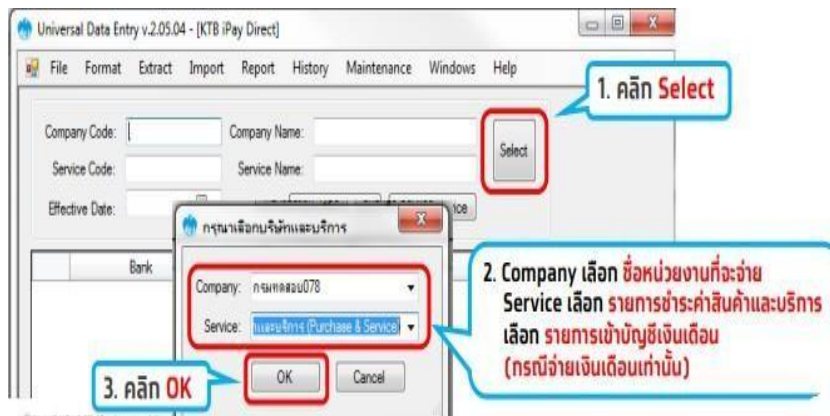 Universal Data Entry v.2.05.04 - [KTB iPay Direct]
File Format Extract Import Report History Maintenance Windows Help
1. คลิก Select
Company Code: Company Name:
Select
Service Code: Service Name:
Effective Date:
กรุณาเลือกบริษัทและบริการ
Bank
Company: กรมทดสอบ078
Service: และบริการ (Purchase & Service)
OK Cancel
2. Company เลือก ชื่อหน่วยงานที่จะจ่าย
Service เลือก รายการชำระค่าสินค้าและบริการ
เลือก รายการเข้าบัญชีเงินเดือน
(กรณีจ่ายเงินเดือนเท่านั้น)
3. คลิก OK